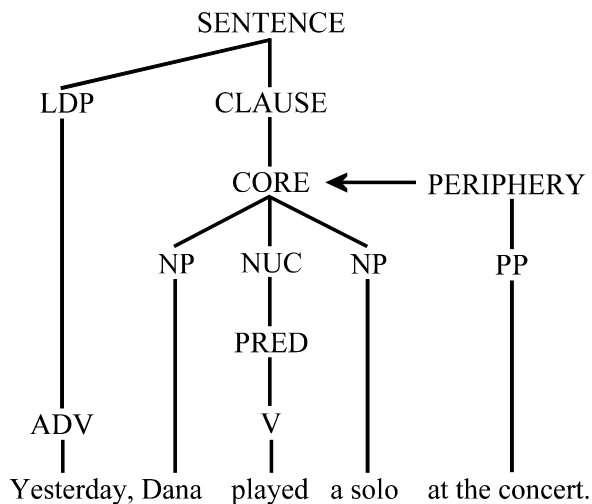 SENTENCE
LDP CLAUSE
CORE PERIPHERY
NP NUC NP PP
PRED
ADV V
Yesterday, Dana played a solo at the concert.